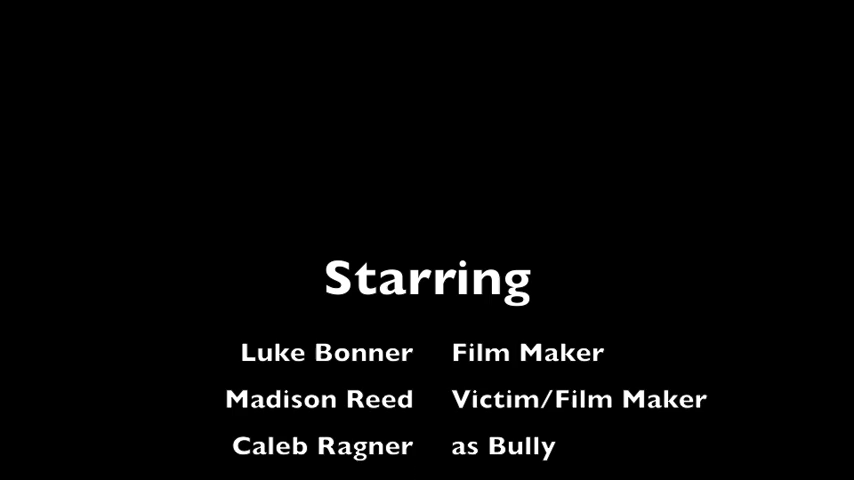 Starring
Luke Bonner Film Maker
Madison Reed Victim/Film Maker
Caleb Ragner as Bully